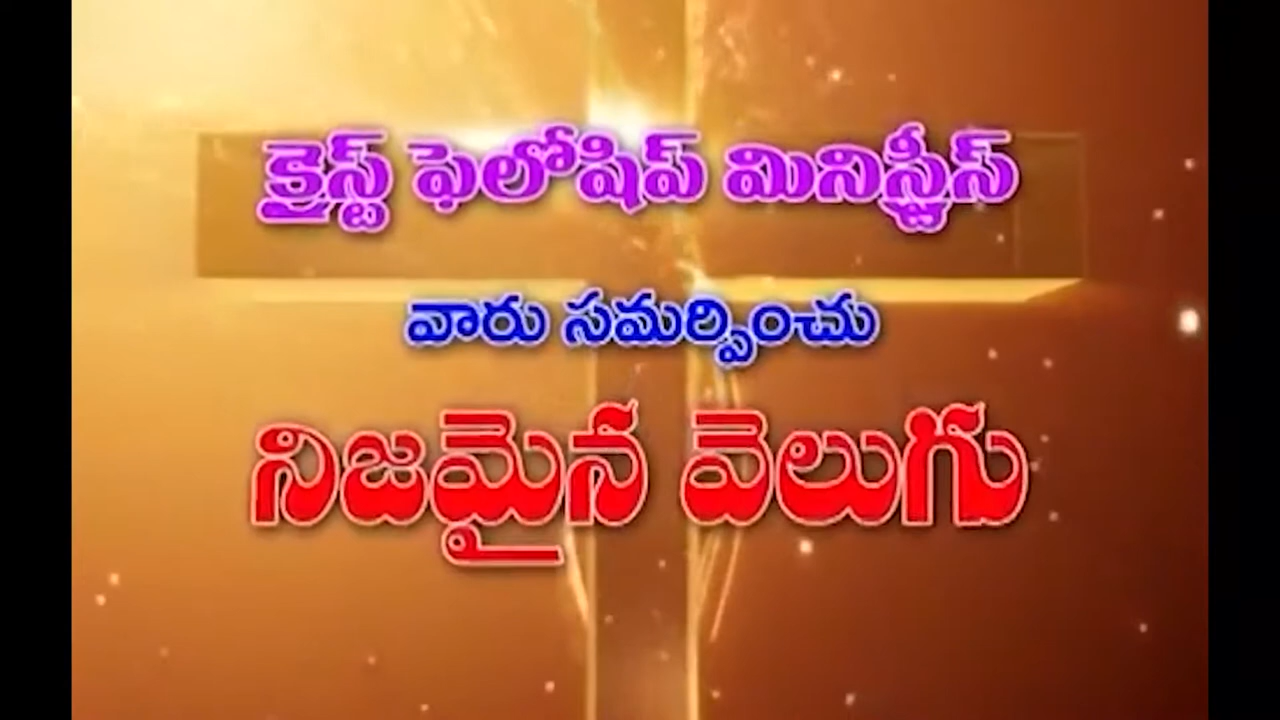 క్రైస్ట్ ఫెలోషిప్ మినిస్ట్రీస్
వారు సమర్పించు
నిజమైన వెలుగు